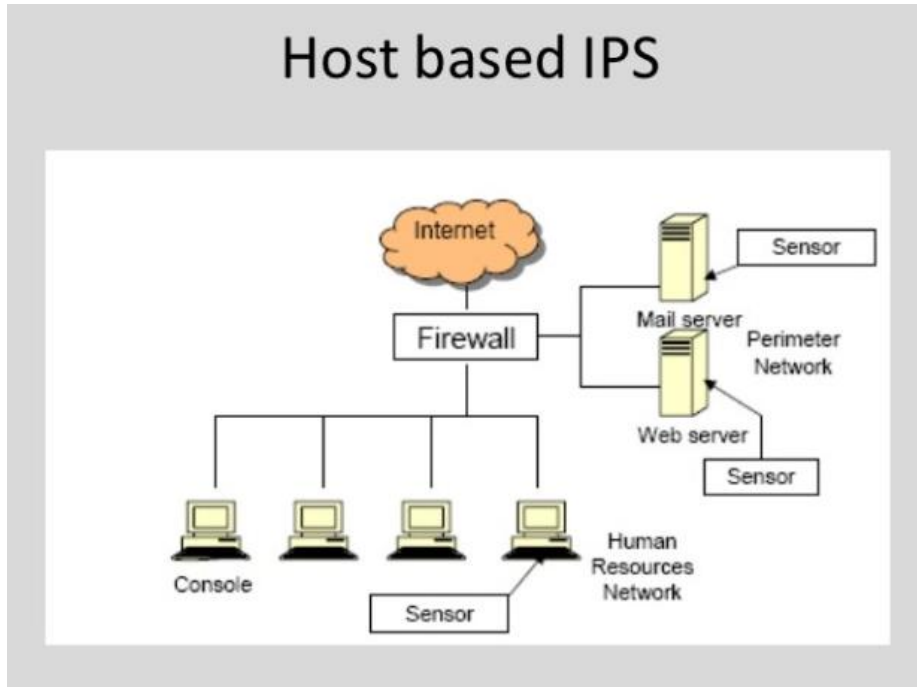 Host based IPS
Internet
Sensor
Mail server
Firewall
Perimeter
Network
Web server
Sensor
Human
Resources
Network
Console
Sensor